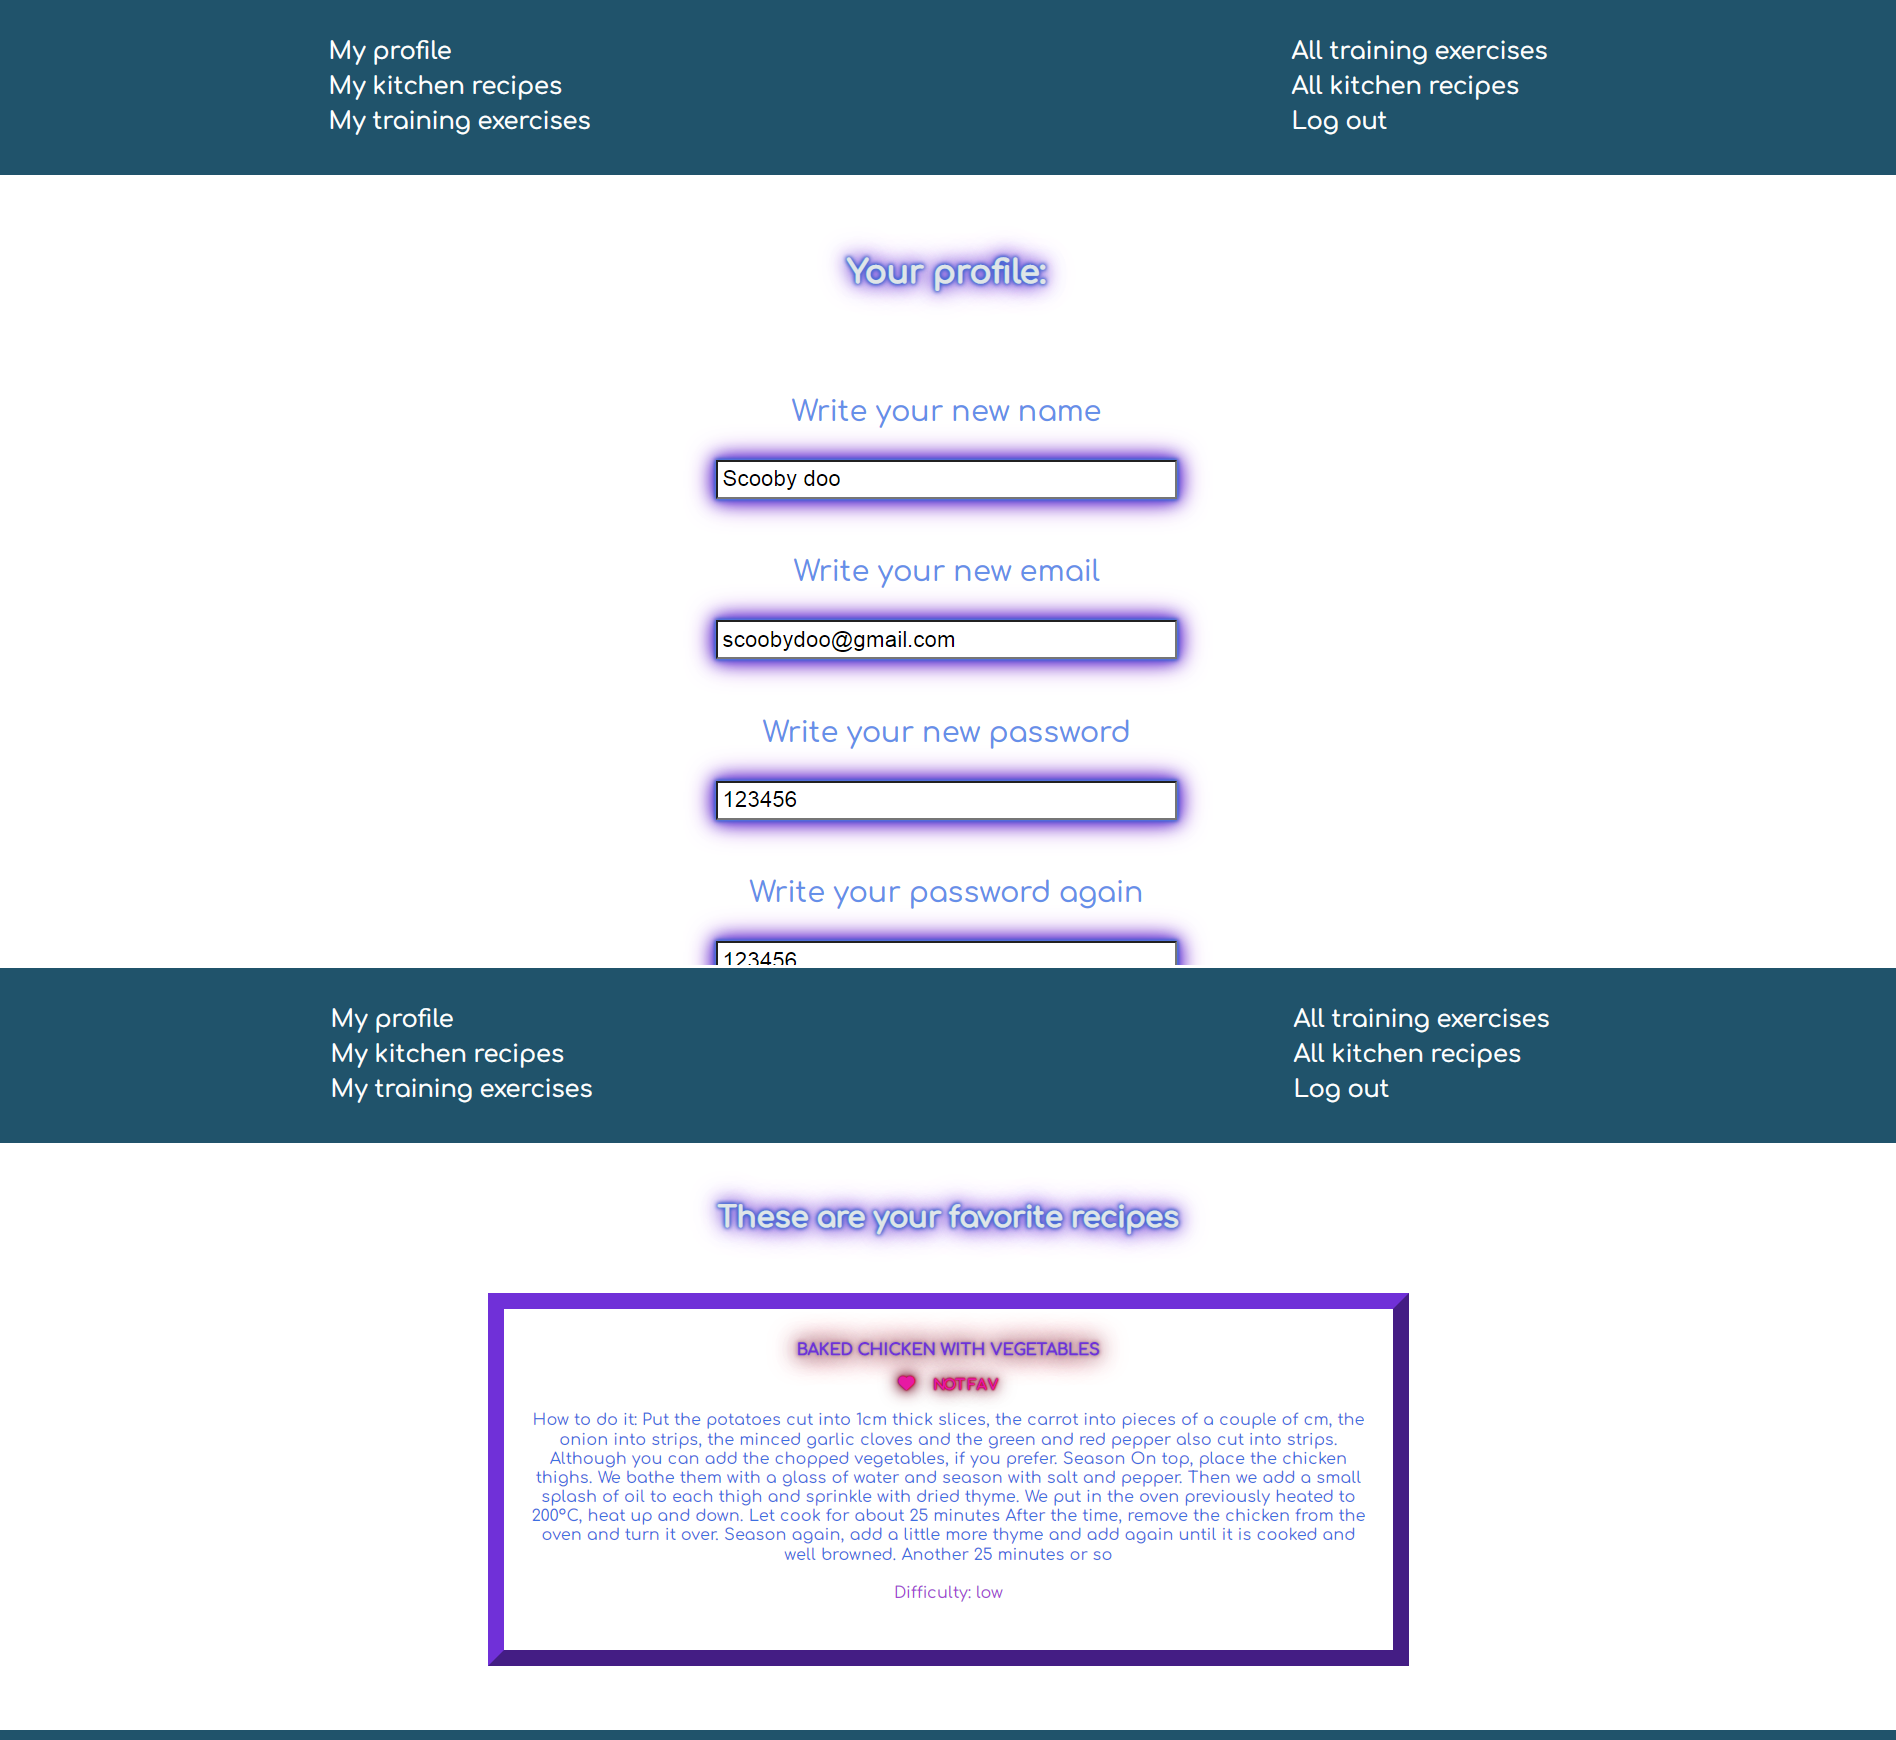 My profile
My kitchen recipes
My training exercises
All training exercises
All kitchen recipes
Log out
Your profile:
Write your new name
Scooby doo
Write your new email
scoobydoo@gmail.com
Write your new password
123456
Write your password again
123456
My profile
My kitchen recipes
My training exercises
All training exercises
All kitchen recipes
Log out
These are your favorite recipes
BAKED CHICKEN WITH VEGETABLES
NOT FAV
How to do it: Put the potatoes cut into 1cm thick slices, the carrot into pieces of a couple of cm, the
onion into strips, the minced garlic cloves and the green and red pepper also cut into strips.
Although you can add the chopped vegetables, if you prefer. Season On top, place the chicken
thighs. We bathe them with a glass of water and season with salt and pepper. Then we add a small
splash of oil to each thigh and sprinkle with dried thyme. We put in the oven previously heated to
200ºC, heat up and down. Let cook for about 25 minutes After the time, remove the chicken from the
oven and turn it over. Season again, add a little more thyme and add again until it is cooked and
well browned. Another 25 minutes or so
Difficulty: low